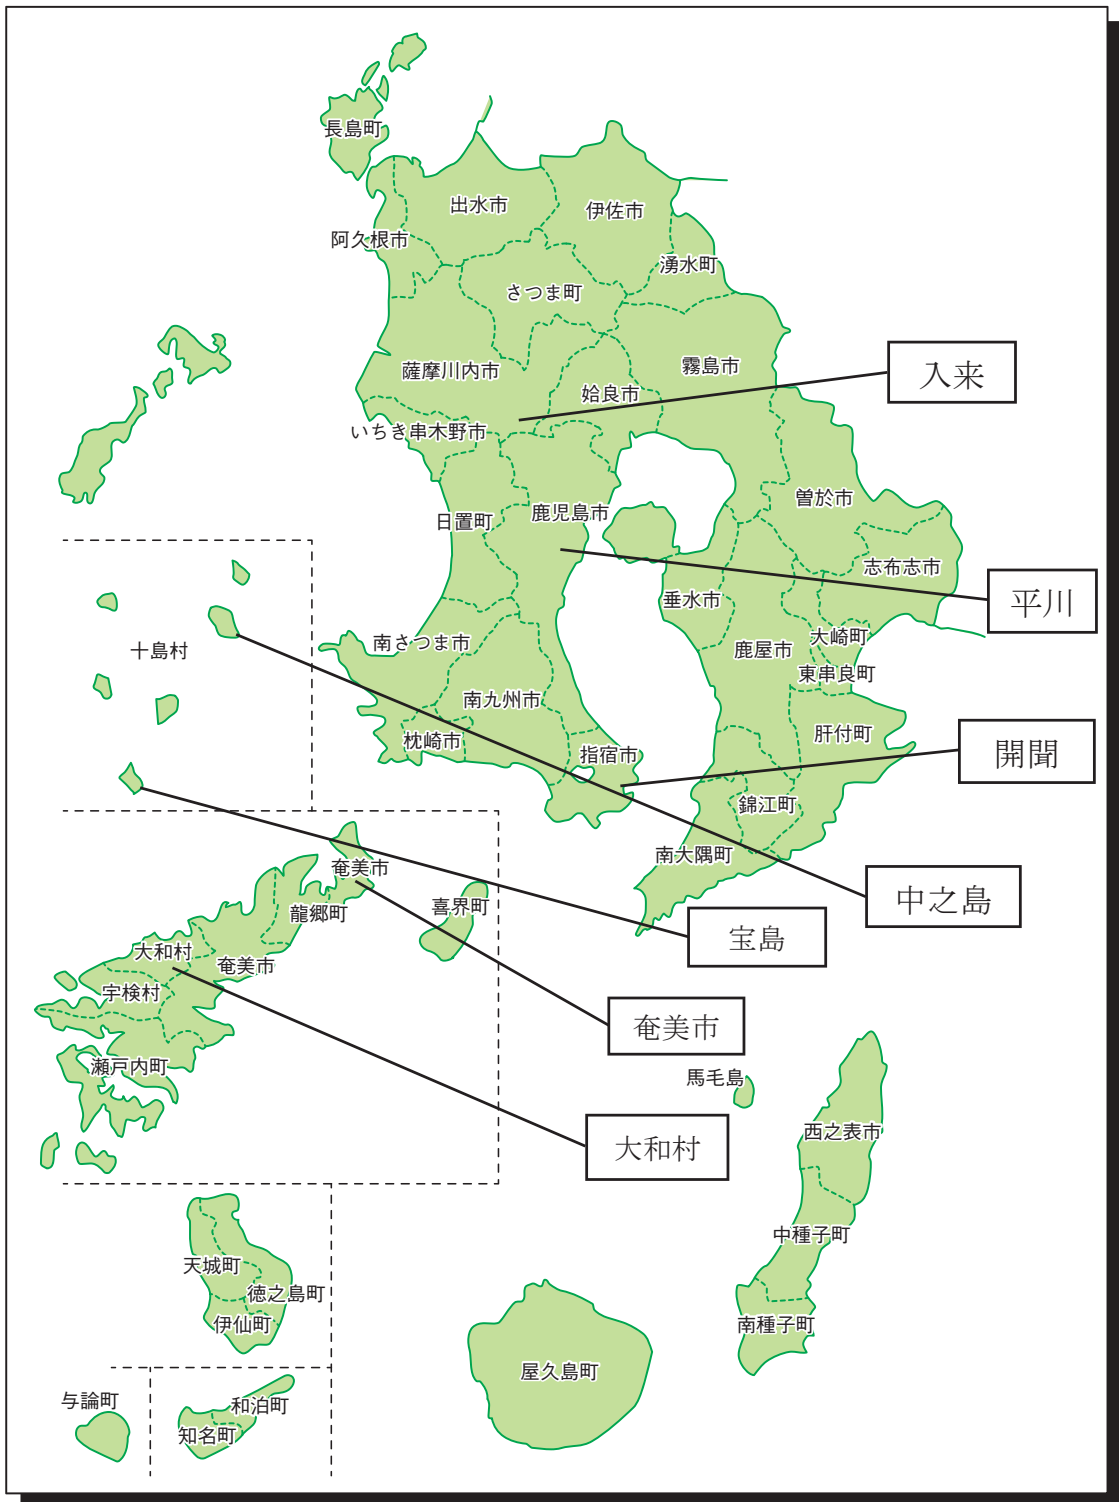 長島町
出水市
伊佐市
阿久根市
湧水町
さつま町
薩摩川内市
霧島市
姶良市
入来
いちき串木野市
曽於市
日置町
鹿児島市
志布志市
平川
垂水市
大崎町
南さつま市
鹿屋市
十島村
東串良町
南九州市
肝付町
枕崎市
指宿市
開聞
錦江町
南大隅町
奄美市
中之島
喜界町
龍郷町
宝島
大和村
奄美市
宇検村
奄美市
瀬戸内町
馬毛島
西之表市
大和村
中種子町
天城町
徳之島町
伊仙町
南種子町
屋久島町
与論町
和泊町
知名町